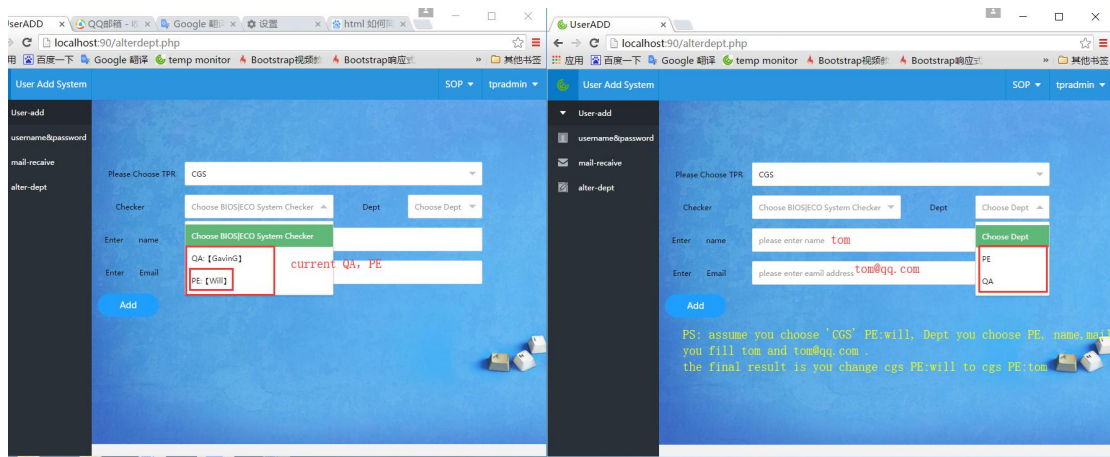 UserADD
QQ邮箱
Google 翻译
设置
html 如何
localhost:90/alterdept.php
用 百度一下 Google 翻译 temp monitor Bootstrap视频 Bootstrap响应式 » 其他书签
User Add System SOP tpradmin
User-add
username&password
mail-recaive
alter-dept
Please Choose TPR CGS
Checker Choose BIOS|ECO System Checker Dept Choose Dept
Choose BIOS|ECO System Checker
Enter name
QA:【GavinG】
current QA, PE
Enter Email
PE:【Will】
Add
UserADD
localhost:90/alterdept.php
应用 百度一下 Google 翻译 temp monitor Bootstrap视频 Bootstrap响应式 » 其他书签
User Add System SOP tpradmin
User-add
username&password
mail-recaive
alter-dept
Please Choose TPR CGS
Checker Choose BIOS|ECO System Checker Dept Choose Dept
Choose Dept
Enter name please enter name tom
PE
Enter Email please enter eamil address tom@qq.com
QA
Add
PS: assume you choose 'CGS' PE:will, Dept you choose PE, name,mail
you fill tom and tom@qq.com .
the final result is you change cgs PE:will to cgs PE:tom